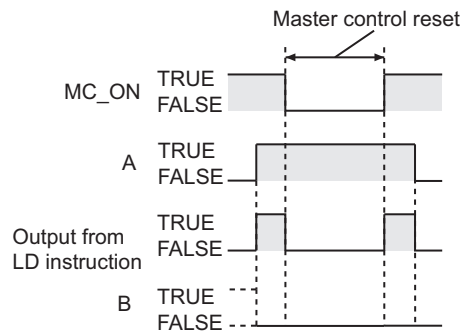 Master control reset
MC_ON
TRUE
FALSE
A
TRUE
FALSE
Output from
LD instruction
TRUE
FALSE
B
TRUE
FALSE